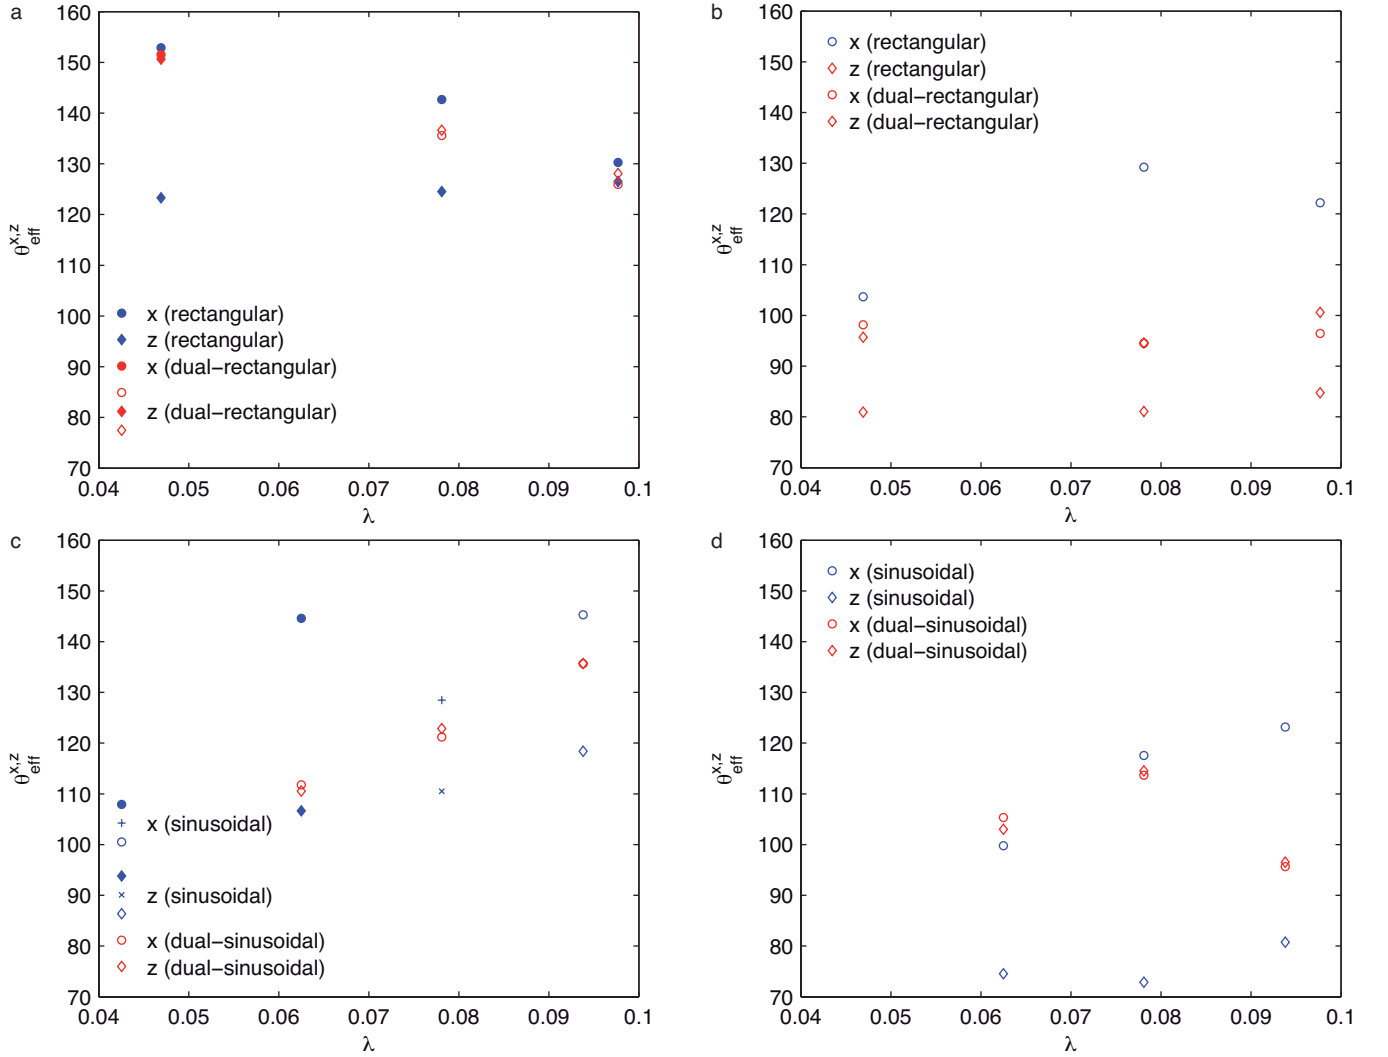 a
160
150
140
130
120
110
100
90
80
70
θeff^x,z
x (rectangular)
z (rectangular)
x (dual−rectangular)
z (dual−rectangular)
0.04 0.05 0.06 0.07 0.08 0.09 0.1
λ
b
160
150
140
130
120
110
100
90
80
70
θeff^x,z
x (rectangular)
z (rectangular)
x (dual−rectangular)
z (dual−rectangular)
0.04 0.05 0.06 0.07 0.08 0.09 0.1
λ
c
160
150
140
130
120
110
100
90
80
70
θeff^x,z
x (sinusoidal)
z (sinusoidal)
x (dual−sinusoidal)
z (dual−sinusoidal)
0.04 0.05 0.06 0.07 0.08 0.09 0.1
λ
d
160
150
140
130
120
110
100
90
80
70
θeff^x,z
x (sinusoidal)
z (sinusoidal)
x (dual−sinusoidal)
z (dual−sinusoidal)
0.04 0.05 0.06 0.07 0.08 0.09 0.1
λ